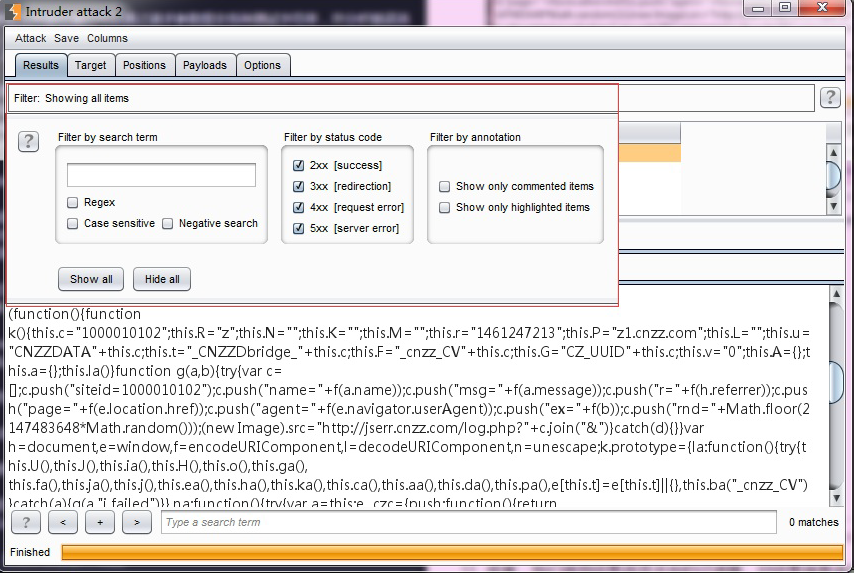 Intruder attack 2
Attack Save Columns
Results Target Positions Payloads Options
Filter: Showing all items
?
?
Filter by search term
Filter by status code
Filter by annotation
2xx [success]
3xx [redirection]
4xx [request error]
5xx [server error]
Regex
Case sensitive
Negative search
Show only commented items
Show only highlighted items
Show all
Hide all
(function(){function
k(){this.c="1000010102";this.R="z";this.N="";this.K="";this.M="";this.r="1461247213";this.P="z1.cnzz.com";this.L="";this.u=
"CNZZDATA"+this.c;this.t="_CNZZDbridge_"+this.c;this.F="_cnzz_CV"+this.c;this.G="CZ_UUID"+this.c;this.v="0";this.A={};
this.a={};this.la()}function g(a,b){try{var c=
[];c.push("siteid=1000010102");c.push("name="+f(a.name));c.push("msg="+f(a.message));c.push("r="+f(h.referrer));c.pu
sh("page="+f(e.location.href));c.push("agent="+f(e.navigator.userAgent));c.push("ex="+f(b));c.push("rnd="+Math.floor(2
147483648*Math.random()));(new Image).src="http://jserr.cnzz.com/log.php?"+c.join("&")}catch(d){}}var
h=document,e=window,f=encodeURIComponent,l=decodeURIComponent,n=unescape;k.prototype={la:function(){try{t
his.U(),this.J(),this.ia(),this.H(),this.o(),this.ga(),
this.fa(),this.ja(),this.j(),this.ea(),this.ha(),this.ka(),this.ca(),this.aa(),this.da(),this.pa(),e[this.t]=e[this.t]||{},this.ba("_cnzz_CV")
}catch(a){g(a,"i failed")}},na:function(){try{var a=this;e._czc={push:function(){return
? < + >
Type a search term
0 matches
Finished